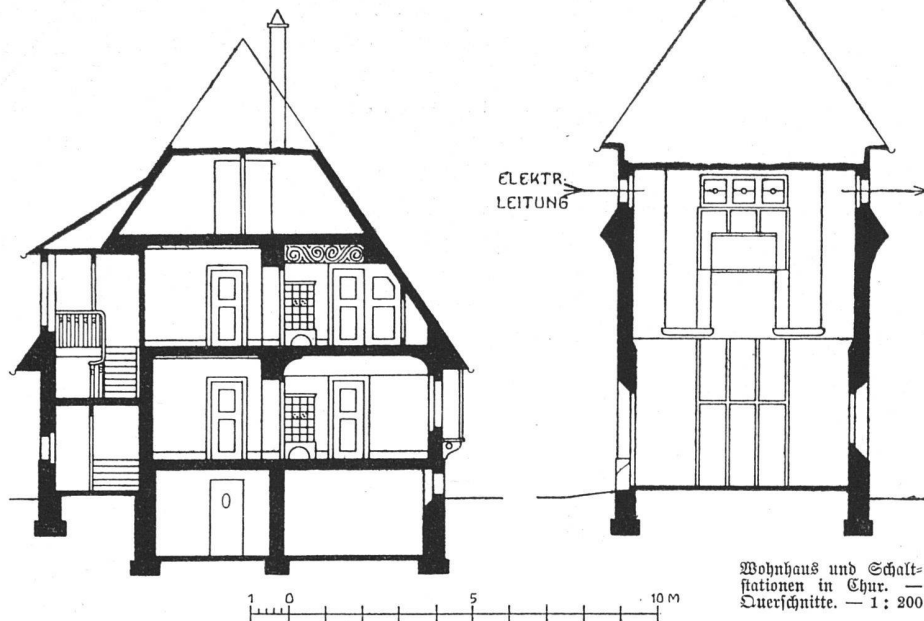 ELEKTR.
LEITUNG
1 0 5 10 M
Wohnhaus und Schalt=
stationen in Chur. —
Querschnitte. — 1 : 200